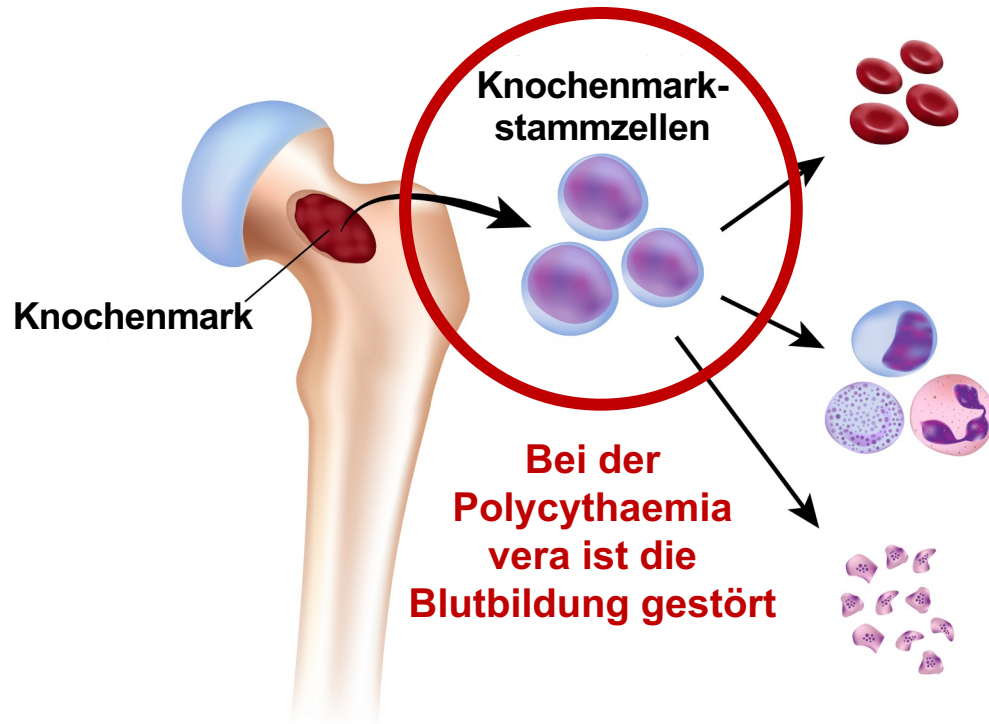 Knochenmark-
stammzellen
Knochenmark
Bei der
Polycythaemia
vera ist die
Blutbildung gestört